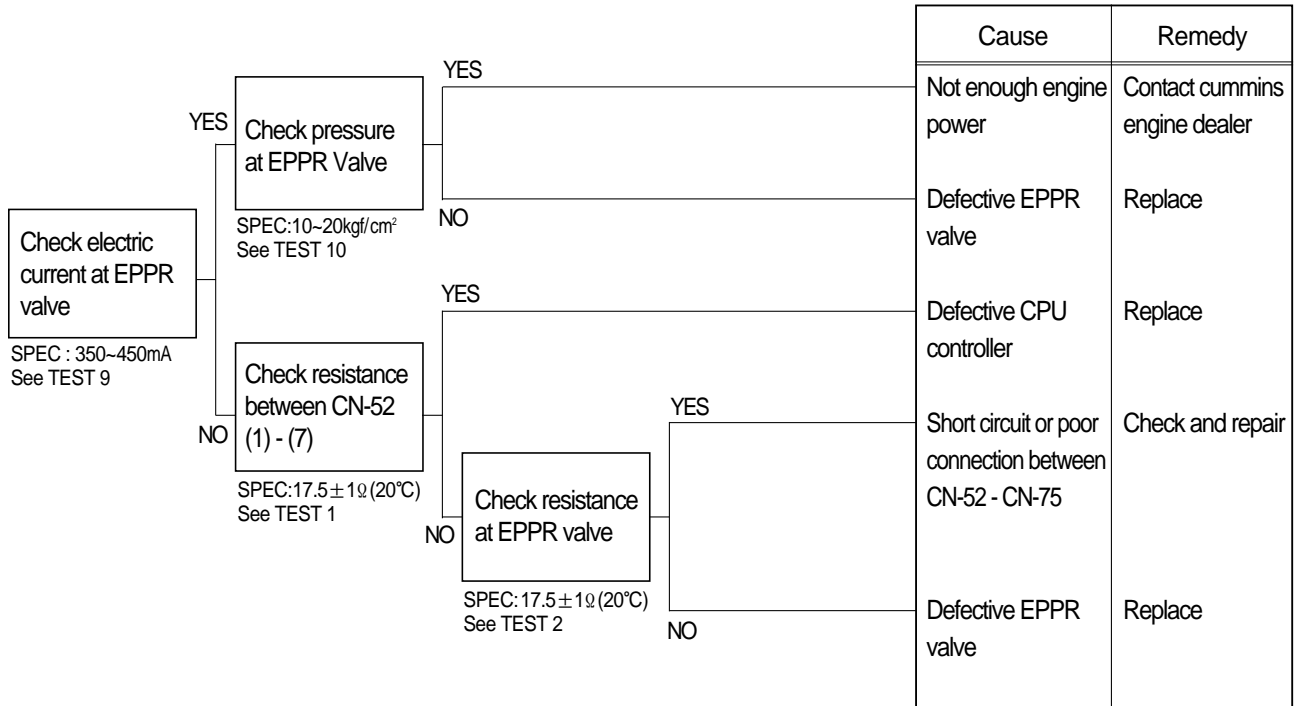 Check electric
current at EPPR
valve
SPEC : 350~450mA
See TEST 9
YES
Check pressure
at EPPR Valve
SPEC:10~20kgf/cm²
See TEST 10
YES
NO
NO
Check resistance
between CN-52
(1) - (7)
SPEC:17.5±1Ω(20℃)
See TEST 1
YES
NO
Check resistance
at EPPR valve
SPEC:17.5±1Ω(20℃)
See TEST 2
YES
NO
Cause Remedy
Not enough engine Contact cummins
power engine dealer
Defective EPPR Replace
valve
Defective CPU Replace
controller
Short circuit or poor Check and repair
connection between
CN-52 - CN-75
Defective EPPR Replace
valve